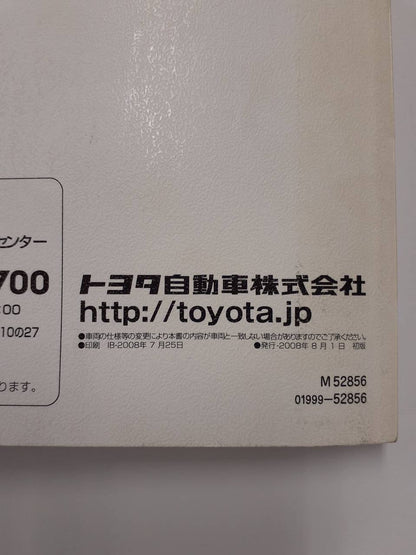 センター
700
トヨタ自動車株式会社
:00
http://toyota.jp
10の27
●車両の仕様等の変更により本書の内容が車両と一致しない場合がありますのでご了承ください。
●印刷 IB-2008年 7月25日 ●発行・2008年 8月 1日 初版
ります。
M 52856
01999-52856